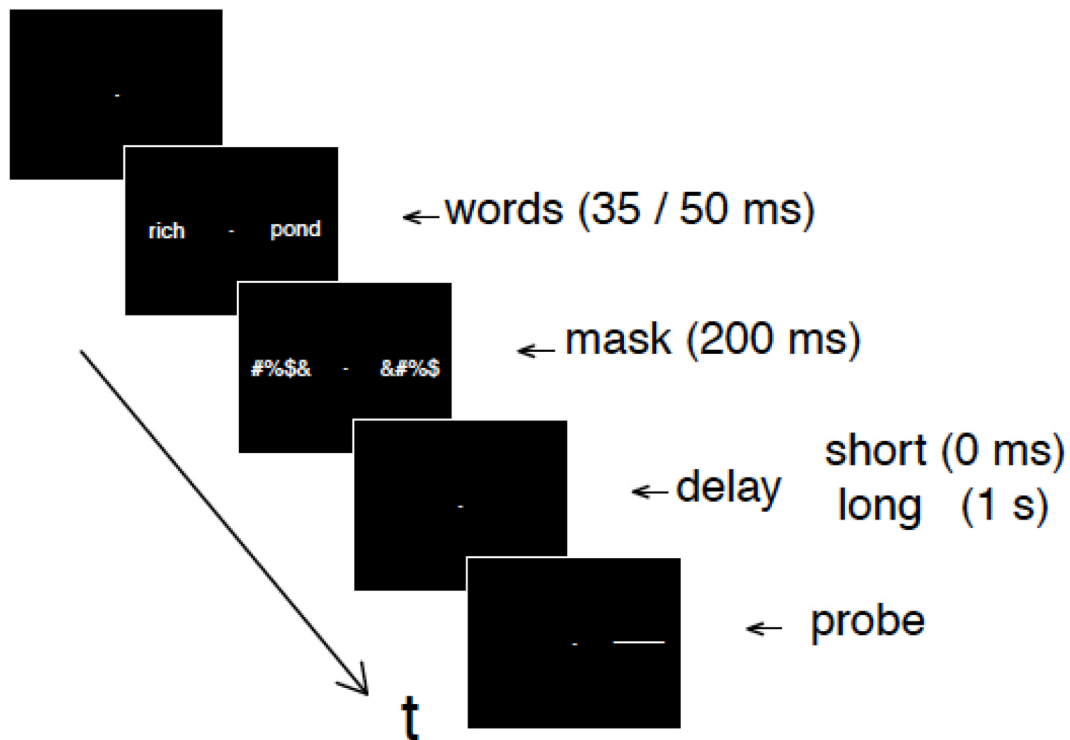 -
rich - pond
words (35 / 50 ms)
#%$& - &#%$
mask (200 ms)
-
delay
short (0 ms)
long (1 s)
-
probe
t